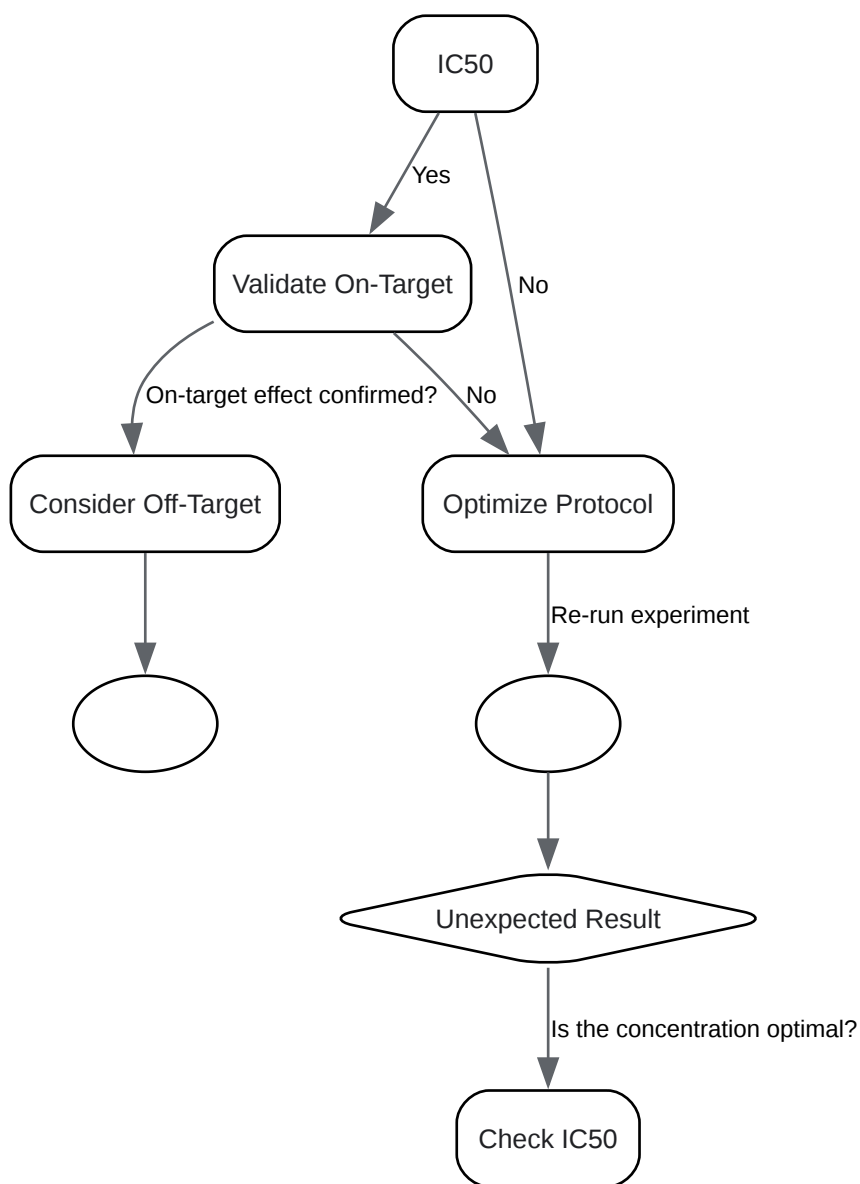 IC50
Yes
Validate On-Target
No
On-target effect confirmed?
No
Consider Off-Target
Optimize Protocol
Re-run experiment
Unexpected Result
Is the concentration optimal?
Check IC50